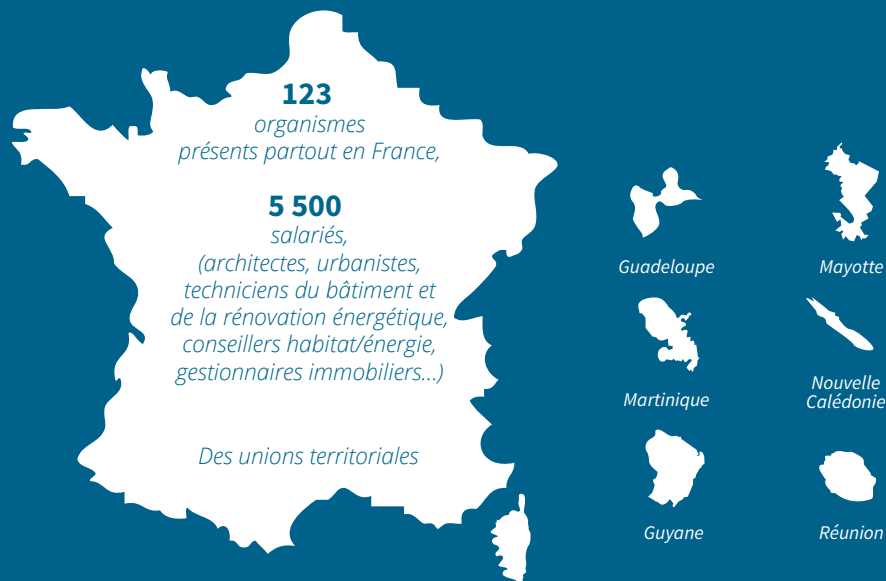 123
organismes
présents partout en France,
5 500
salariés,
(architectes, urbanistes,
techniciens du bâtiment et
de la rénovation énergétique,
conseillers habitat/énergie,
gestionnaires immobiliers...)
Des unions territoriales
Guadeloupe
Mayotte
Martinique
Nouvelle
Calédonie
Guyane
Réunion